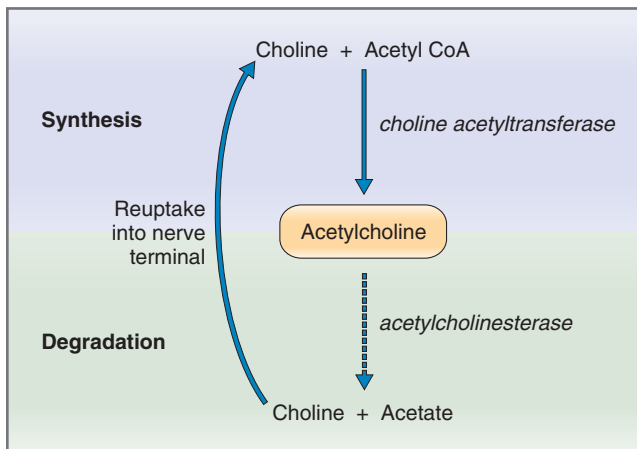 Choline + Acetyl CoA
Synthesis
choline acetyltransferase
Reuptake
into nerve
terminal
Acetylcholine
acetylcholinesterase
Degradation
Choline + Acetate